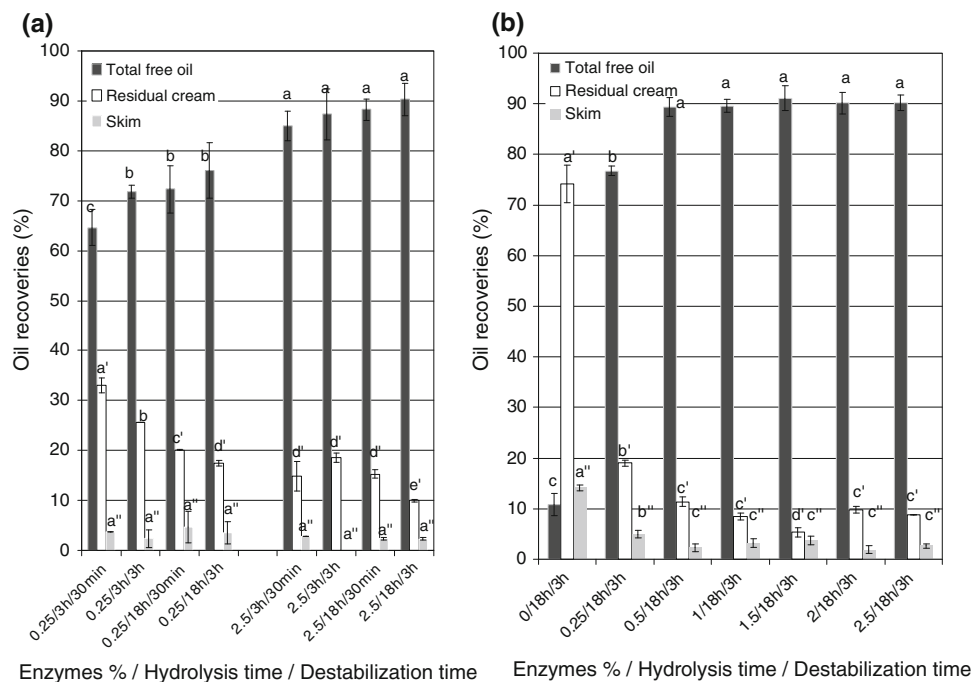 (a)
100
90
80
70
60
50
40
30
20
10
0
Oil recoveries (%)
Total free oil
Residual cream
Skim
c
b
b
b
a
a
a
a
a'
b
c'
d'
d'
d'
e'
a''
a''
a''
a''
a''
a''
a''
a''
0.25/3h/30min
0.25/3h/3h
0.25/18h/30min
0.25/18h/3h
2.5/3h/30min
2.5/3h/3h
2.5/18h/30min
2.5/18h/3h
Enzymes % / Hydrolysis time / Destabilization time
(b)
100
90
80
70
60
50
40
30
20
10
0
Oil recoveries (%)
Total free oil
Residual cream
Skim
c
b
a
a
a
a
a
a'
b'
c'
c'
d'
c'
c'
a''
b''
c''
c''
c''
c''
c''
0/18h/3h
0.25/18h/3h
0.5/18h/3h
1/18h/3h
1.5/18h/3h
2/18h/3h
2.5/18h/3h
Enzymes % / Hydrolysis time / Destabilization time